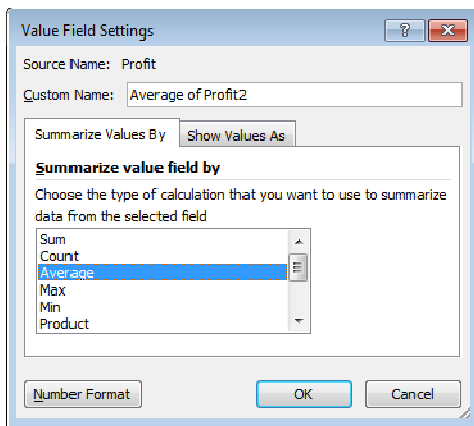 Value Field Settings
Source Name: Profit
Custom Name: Average of Profit2
Summarize Values By Show Values As
Summarize value field by
Choose the type of calculation that you want to use to summarize
data from the selected field
Sum
Count
Average
Max
Min
Product
Number Format OK Cancel